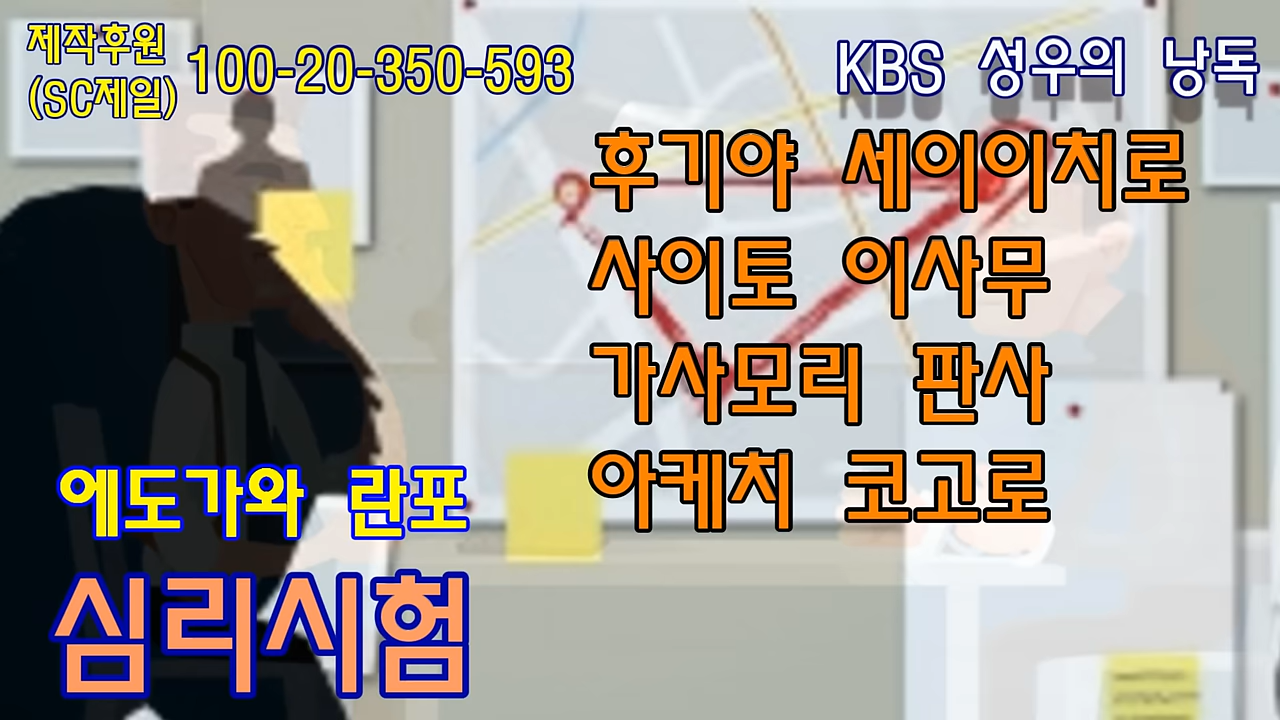 제작후원
(SC제일) 100-20-350-593
KBS 성우의 낭독
후기야 세이이치로
사이토 이사무
가사모리 판사
아케치 코고로
에도가와 란포
심리시험